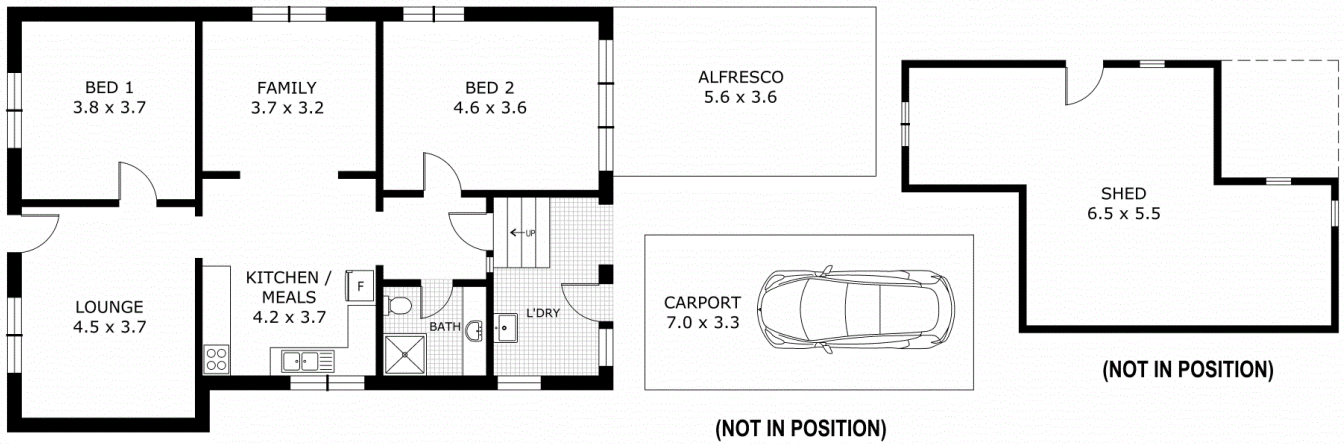 BED 1
3.8 x 3.7
FAMILY
3.7 x 3.2
BED 2
4.6 x 3.6
ALFRESCO
5.6 x 3.6
SHED
6.5 x 5.5
UP
LOUNGE
4.5 x 3.7
KITCHEN /
MEALS
4.2 x 3.7
F
BATH
L'DRY
CARPORT
7.0 x 3.3
(NOT IN POSITION)
(NOT IN POSITION)